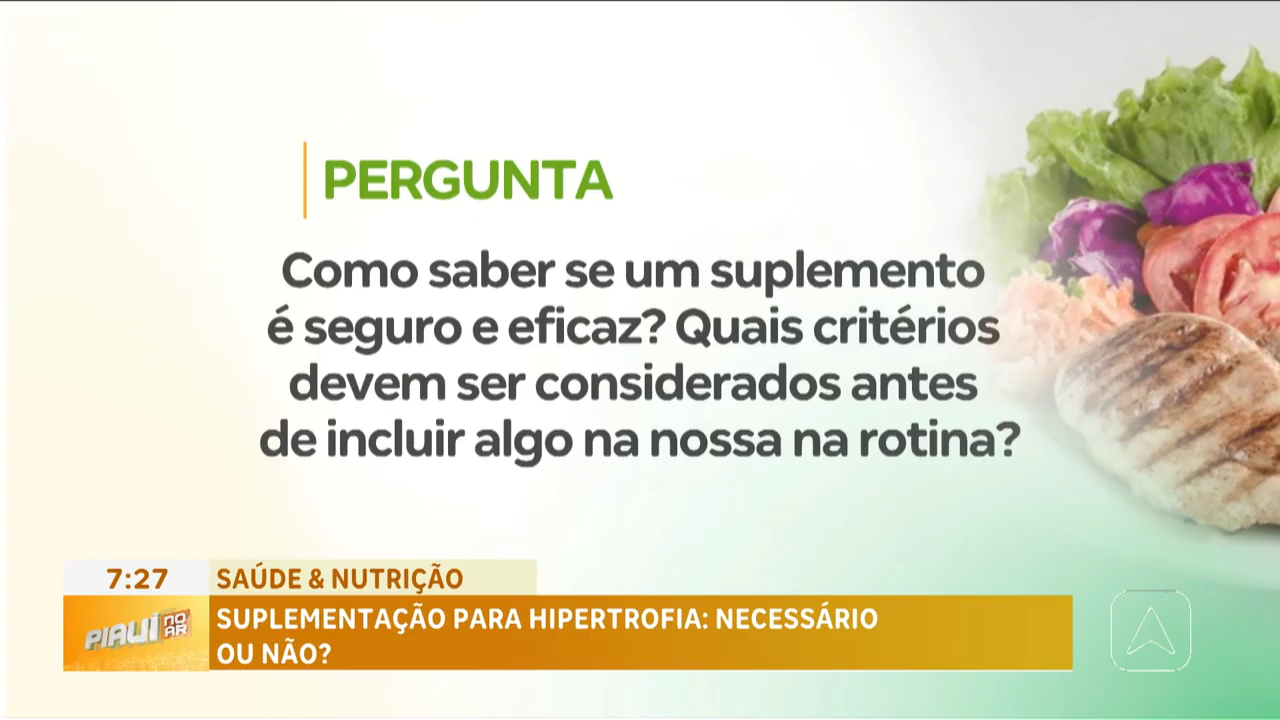 PERGUNTA
Como saber se um suplemento
é seguro e eficaz? Quais critérios
devem ser considerados antes
de incluir algo na nossa na rotina?
7:27
SAÚDE & NUTRIÇÃO
PIAUÍ NO AR
SUPLEMENTAÇÃO PARA HIPERTROFIA: NECESSÁRIO
OU NÃO?